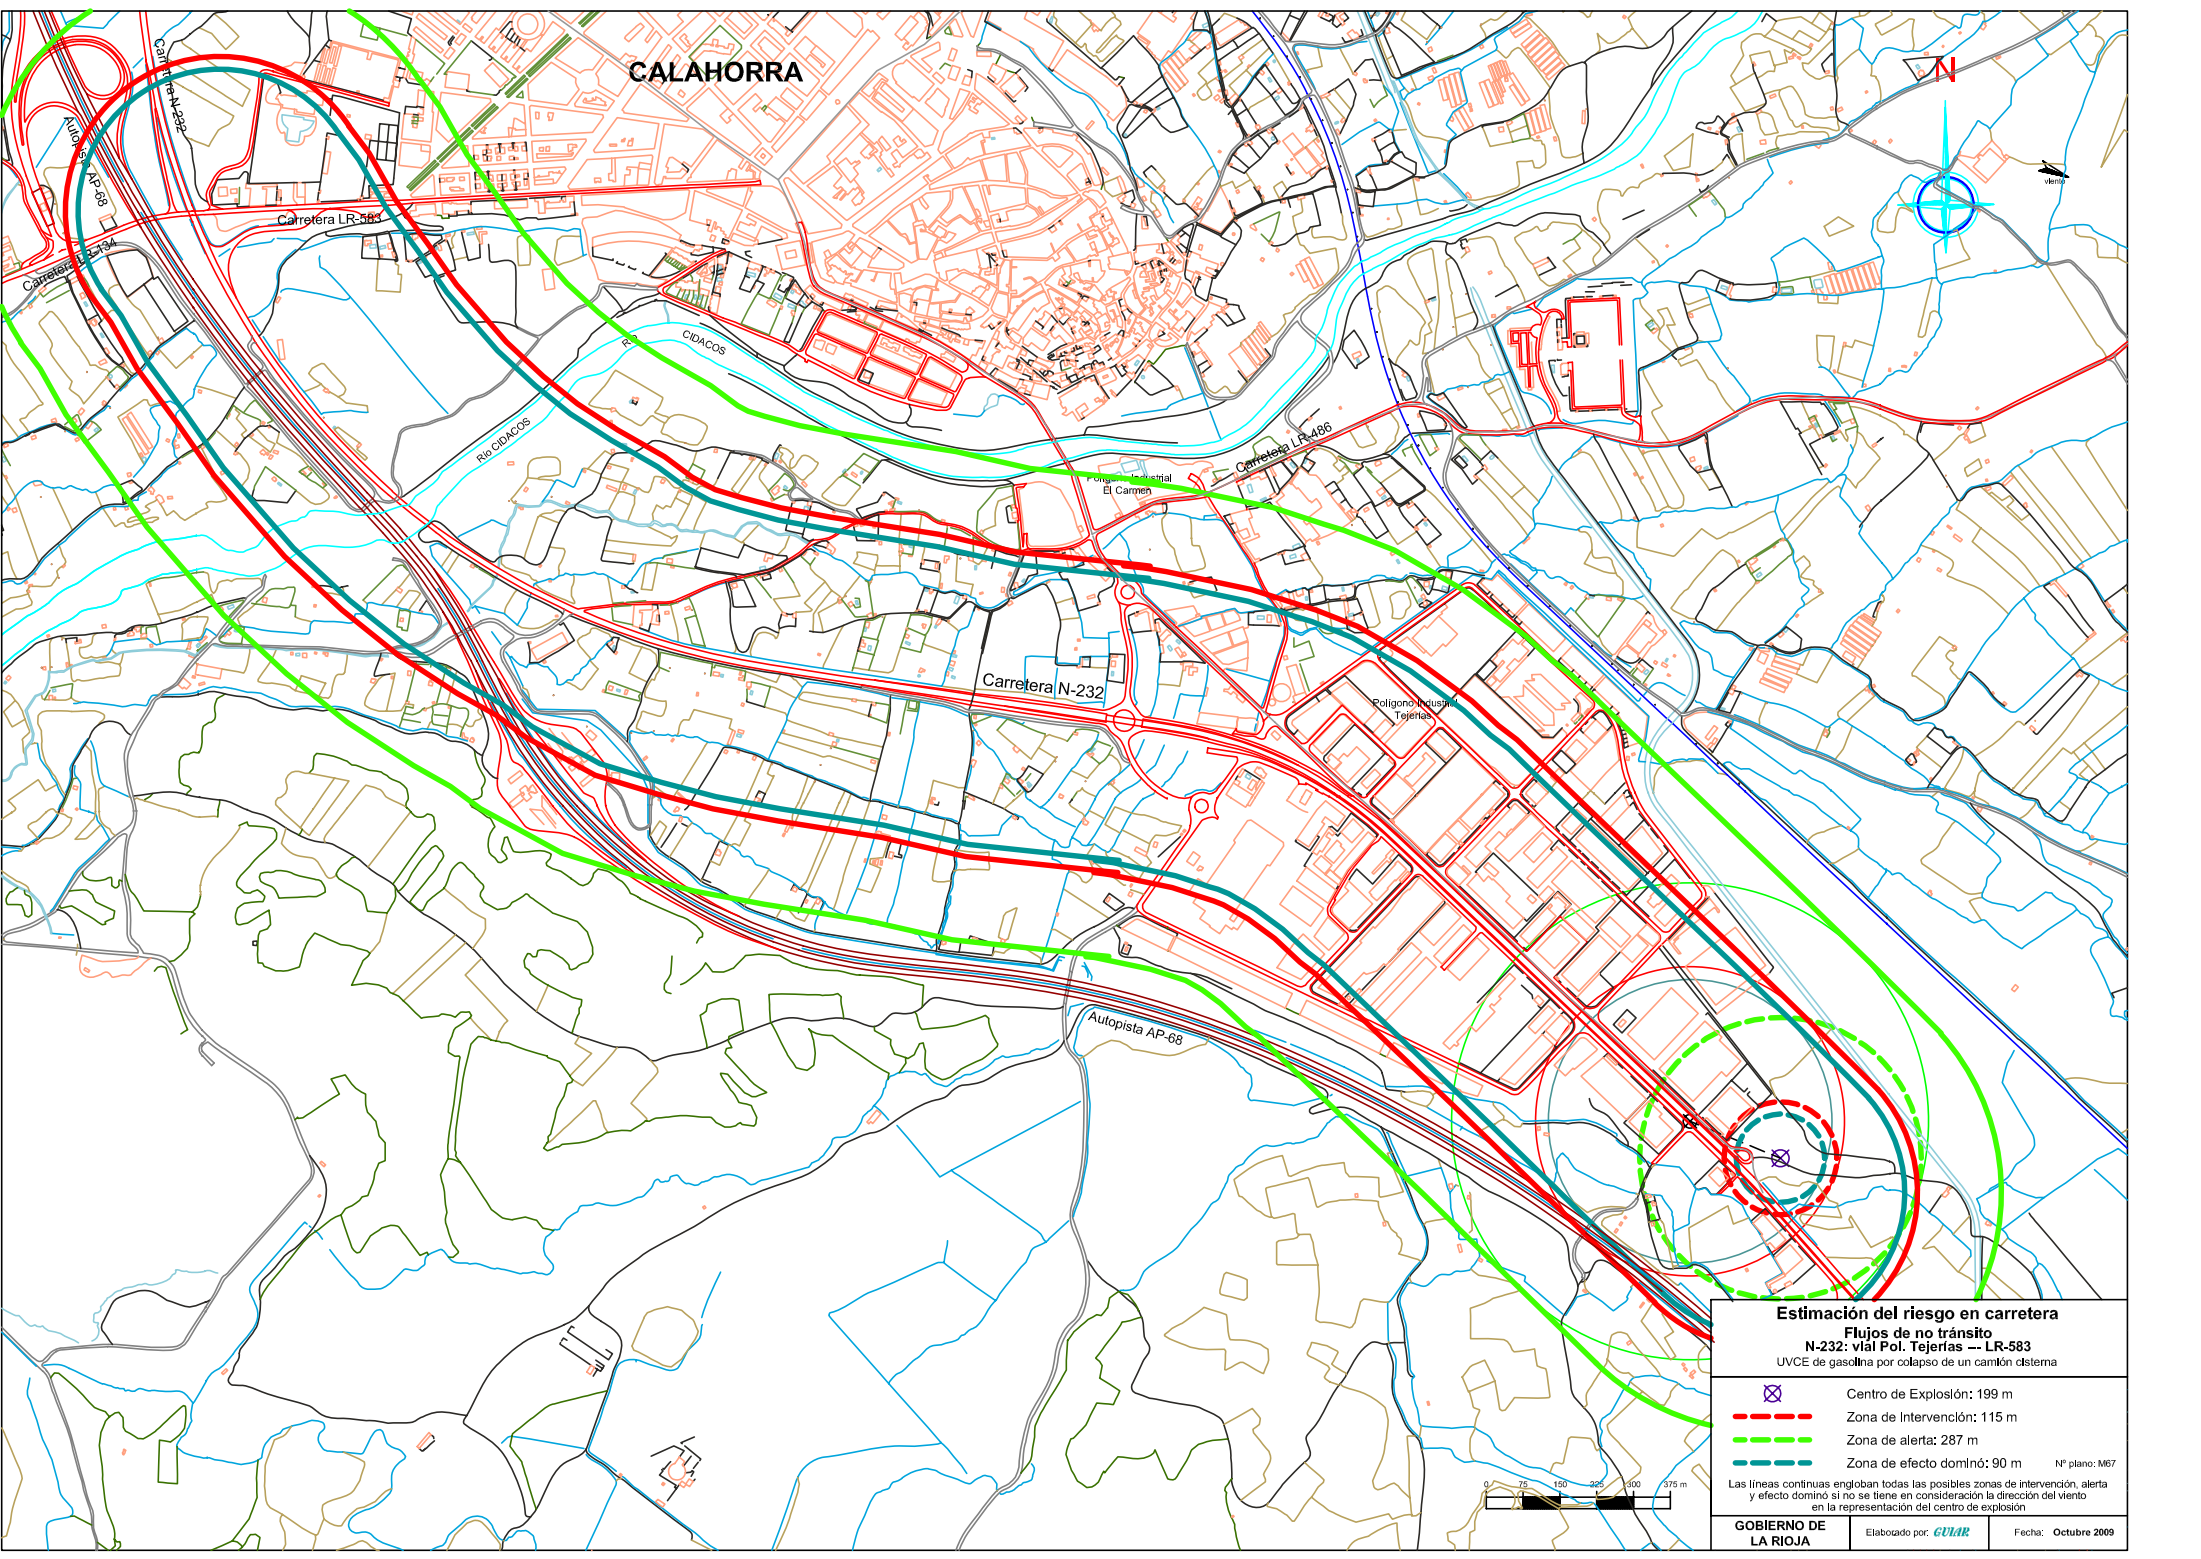 CALAHORRA
N
viento
Carretera N-232
Autopista AP-68
Carretera LR-583
Carretera LR-134
RIO
CIDACOS
Río CIDACOS
Carretera LR-486
Polígono Industrial
El Carmen
Carretera N-232
Polígono Industrial
Tejerías
Autopista AP-68
Estimación del riesgo en carretera
Flujos de no tránsito
N-232: vial Pol. Tejerías --- LR-583
UVCE de gasolina por colapso de un camión cisterna
Centro de Explosión: 199 m
Zona de Intervención: 115 m
Zona de alerta: 287 m
Zona de efecto dominó: 90 m
Nº plano: M67
Las líneas continuas engloban todas las posibles zonas de intervención, alerta
y efecto dominó si no se tiene en consideración la dirección del viento
en la representación del centro de explosión
0 75 150 225 300 375 m
GOBIERNO DE
LA RIOJA
Elaborado por: GUIAR
Fecha: Octubre 2009